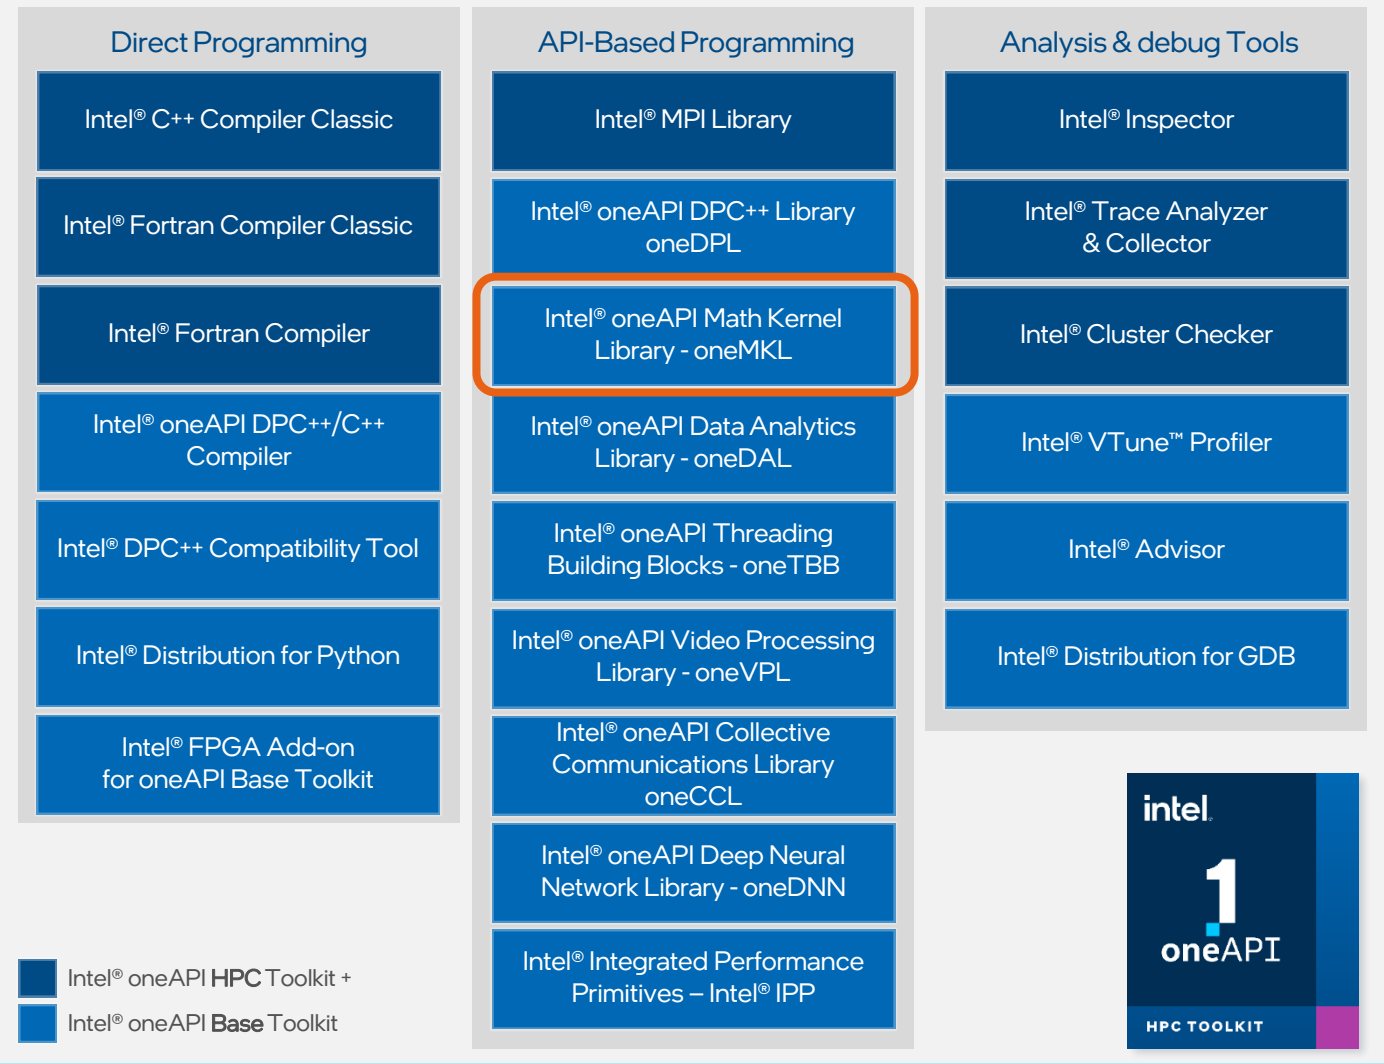 Direct Programming
Intel® C++ Compiler Classic
Intel® Fortran Compiler Classic
Intel® Fortran Compiler
Intel® oneAPI DPC++/C++
Compiler
Intel® DPC++ Compatibility Tool
Intel® Distribution for Python
Intel® FPGA Add-on
for oneAPI Base Toolkit
API-Based Programming
Intel® MPI Library
Intel® oneAPI DPC++ Library
oneDPL
Intel® oneAPI Math Kernel
Library - oneMKL
Intel® oneAPI Data Analytics
Library - oneDAL
Intel® oneAPI Threading
Building Blocks - oneTBB
Intel® oneAPI Video Processing
Library - oneVPL
Intel® oneAPI Collective
Communications Library
oneCCL
Intel® oneAPI Deep Neural
Network Library - oneDNN
Intel® Integrated Performance
Primitives – Intel® IPP
Analysis & debug Tools
Intel® Inspector
Intel® Trace Analyzer
& Collector
Intel® Cluster Checker
Intel® VTune™ Profiler
Intel® Advisor
Intel® Distribution for GDB
Intel® oneAPI HPC Toolkit +
Intel® oneAPI Base Toolkit
intel.
1
oneAPI
HPC TOOLKIT